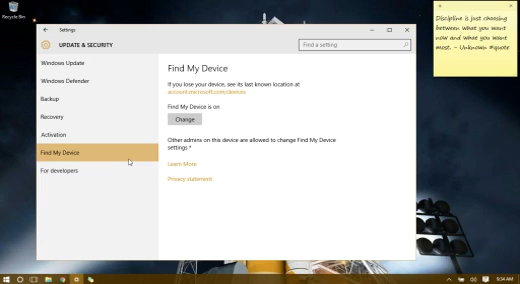 Recycle Bin
Settings
UPDATE & SECURITY
Find a setting
Windows Update
Windows Defender
Backup
Recovery
Activation
Find My Device
For developers
Find My Device
If you lose your device, see its last known location at
account.microsoft.com/devices
Find My Device is on
Change
Other admins on this device are allowed to change Find My Device
settings *
Learn More
Privacy statement
Discipline is just choosing
between what you want
now and what you want
most. - Unknown #quote
9:34 AM